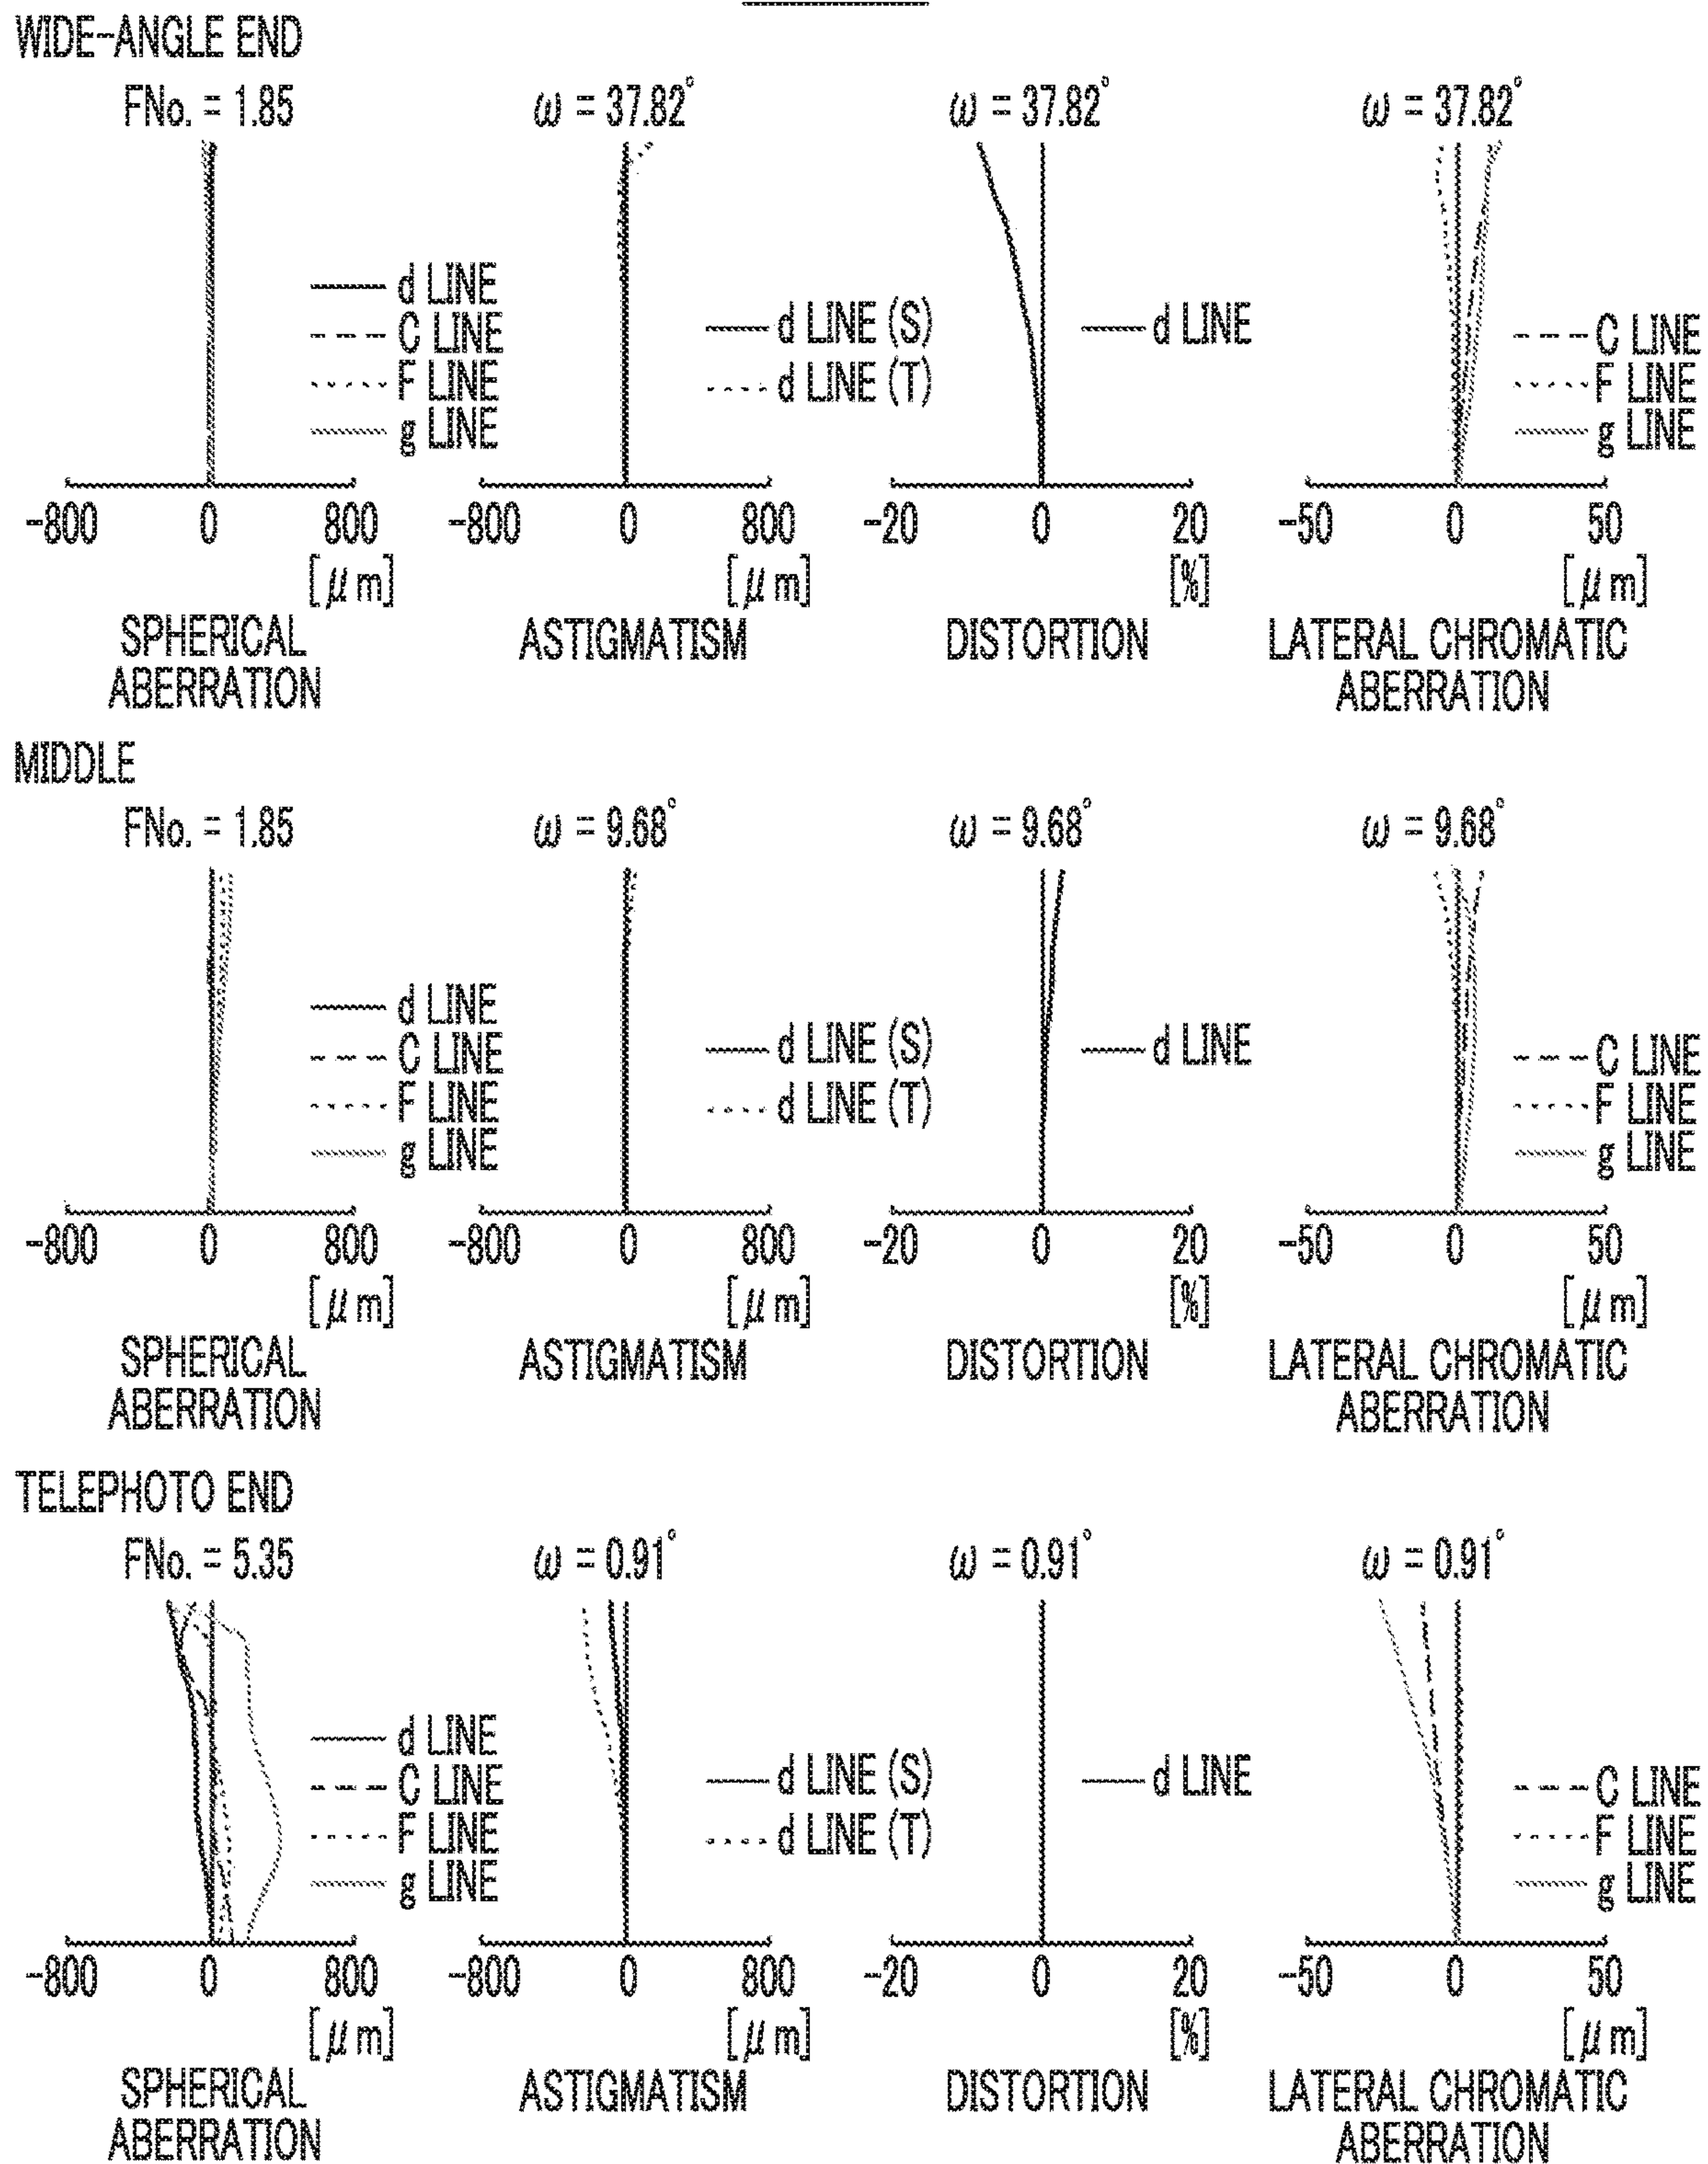 WIDE-ANGLE END
FNo. = 1.85
ω = 37.82°
ω = 37.82°
ω = 37.82°
d LINE
C LINE
F LINE
g LINE
d LINE (S)
d LINE (T)
d LINE
C LINE
F LINE
g LINE
-800 0 800
[μm]
-800 0 800
[μm]
-20 0 20
[%]
-50 0 50
[μm]
SPHERICAL
ABERRATION
ASTIGMATISM
DISTORTION
LATERAL CHROMATIC
ABERRATION
MIDDLE
FNo. = 1.85
ω = 9.68°
ω = 9.68°
ω = 9.68°
d LINE
C LINE
F LINE
g LINE
d LINE (S)
d LINE (T)
d LINE
C LINE
F LINE
g LINE
-800 0 800
[μm]
-800 0 800
[μm]
-20 0 20
[%]
-50 0 50
[μm]
SPHERICAL
ABERRATION
ASTIGMATISM
DISTORTION
LATERAL CHROMATIC
ABERRATION
TELEPHOTO END
FNo. = 5.35
ω = 0.91°
ω = 0.91°
ω = 0.91°
d LINE
C LINE
F LINE
g LINE
d LINE (S)
d LINE (T)
d LINE
C LINE
F LINE
g LINE
-800 0 800
[μm]
-800 0 800
[μm]
-20 0 20
[%]
-50 0 50
[μm]
SPHERICAL
ABERRATION
ASTIGMATISM
DISTORTION
LATERAL CHROMATIC
ABERRATION